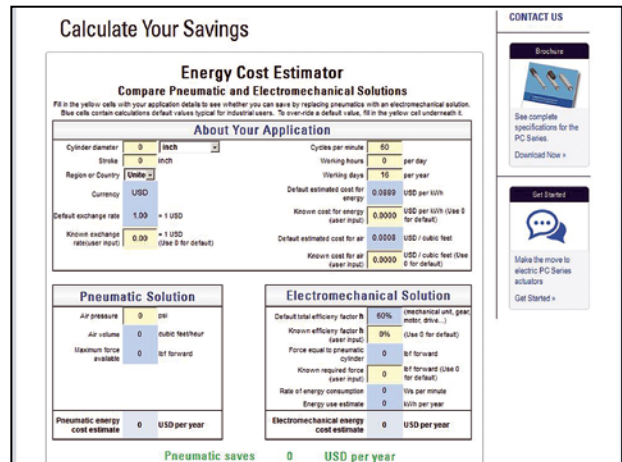 Calculate Your Savings
Energy Cost Estimator
Compare Pneumatic and Electromechanical Solutions
Fill in the yellow cells with your application details to see whether you can save by replacing pneumatics with an electromechanical solution.
Blue cells contain calculations default values typical for industrial users. To over-ride a default value, fill in the yellow cell underneath it.
About Your Application
Cylinder diameter 0 inch
Stroke 0 inch
Region or Country Unite
Currency USD
Default exchange rate 1.00 = 1 USD
Known exchange rate(user input) 0.00 = 1 USD (Use 0 for default)
Cycles per minute 60
Working hours 0 per day
Working days 16 per year
Default estimated cost for energy 0.0889 USD per kWh
Known cost for energy (user input) 0.0000 USD per kWh (Use 0 for default)
Default estimated cost for air 0.0008 USD / cubic feet
Known cost for air (user input) 0.0000 USD / cubic feet (Use 0 for default)
Pneumatic Solution
Air pressure 0 psi
Air volume 0 cubic feet/hour
Maximum force available 0 lbf forward
Pneumatic energy cost estimate 0 USD per year
Electromechanical Solution
Default total efficieny factor h 60% (mechanical unit, gear, motor, drive...)
Known efficieny factor h (user input) 0% (Use 0 for default)
Force equal to pneumatic cylinder 0 lbf forward
Known required force (user input) 0 lbf forward (Use 0 for default)
Rate of energy consumption 0 Ws per minute
Energy use estimate 0 kWh per year
Electromechanical energy cost estimate 0 USD per year
Pneumatic saves 0 USD per year
CONTACT US
Brochure
See complete
specifications for the
PC Series.
Download Now »
Get Started
Make the move to
electric PC Series
actuators
Get Started »